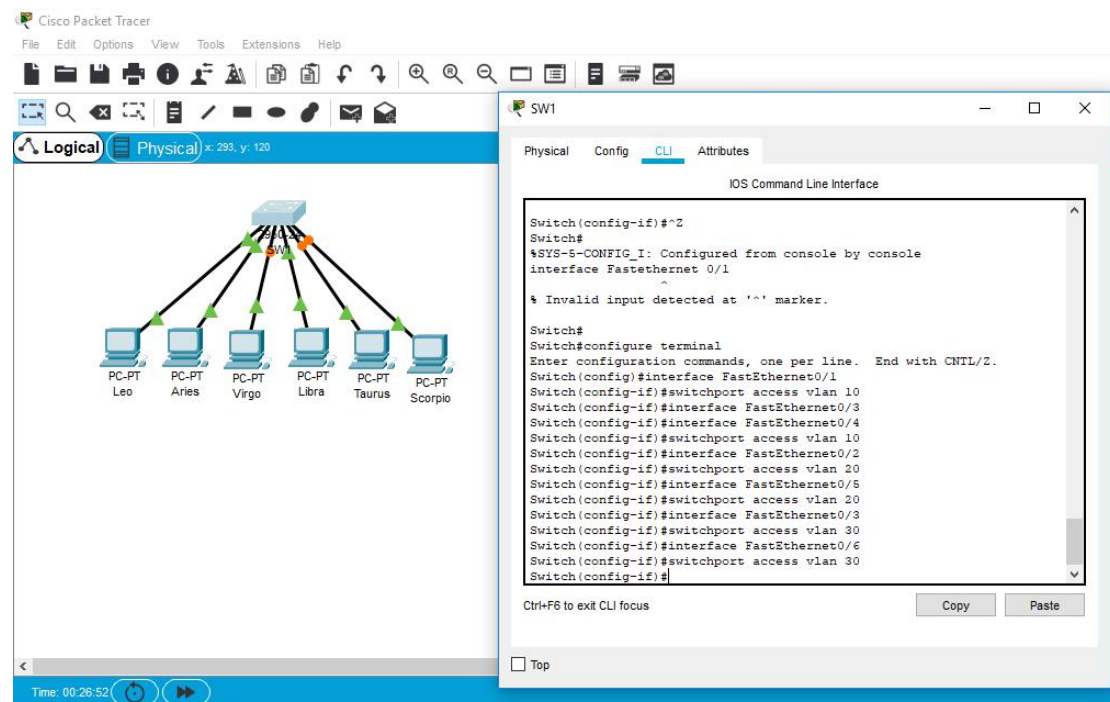 Cisco Packet Tracer
File Edit Options View Tools Extensions Help
Logical Physical x: 293, y: 120
SW1
PC-PT
Leo
PC-PT
Aries
PC-PT
Virgo
PC-PT
Libra
PC-PT
Taurus
PC-PT
Scorpio
Time: 00:26:52
SW1
Physical Config CLI Attributes
IOS Command Line Interface
Switch(config-if)#^Z
Switch#
%SYS-5-CONFIG_I: Configured from console by console
interface Fastethernet 0/1
^
% Invalid input detected at '^' marker.
Switch#
Switch#configure terminal
Enter configuration commands, one per line. End with CNTL/Z.
Switch(config)#interface FastEthernet0/1
Switch(config-if)#switchport access vlan 10
Switch(config-if)#interface FastEthernet0/3
Switch(config-if)#interface FastEthernet0/4
Switch(config-if)#switchport access vlan 10
Switch(config-if)#interface FastEthernet0/2
Switch(config-if)#switchport access vlan 20
Switch(config-if)#interface FastEthernet0/5
Switch(config-if)#switchport access vlan 20
Switch(config-if)#interface FastEthernet0/3
Switch(config-if)#switchport access vlan 30
Switch(config-if)#interface FastEthernet0/6
Switch(config-if)#switchport access vlan 30
Switch(config-if)#
Ctrl+F6 to exit CLI focus
Copy Paste
Top